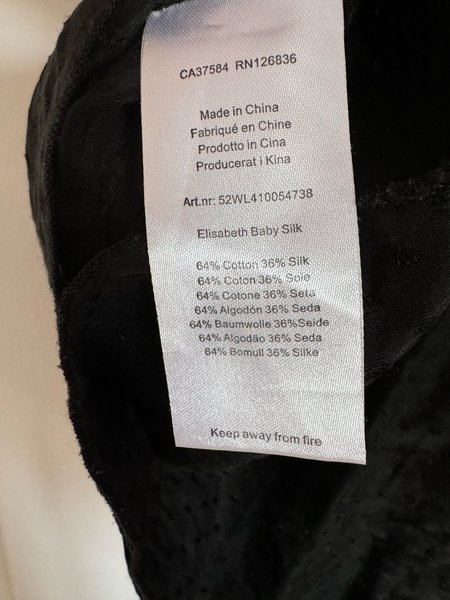 CA37584 RN126836
Made in China
Fabriqué en Chine
Prodotto in Cina
Producerat i Kina
Art.nr: 52WL410054738
Elisabeth Baby Silk
64% Cotton 36% Silk
64% Coton 36% Soie
64% Cotone 36% Seta
64% Algodón 36% Seda
64% Baumwolle 36%Seide
64% Algodão 36% Seda
64% Bomull 36% Silke
Keep away from fire